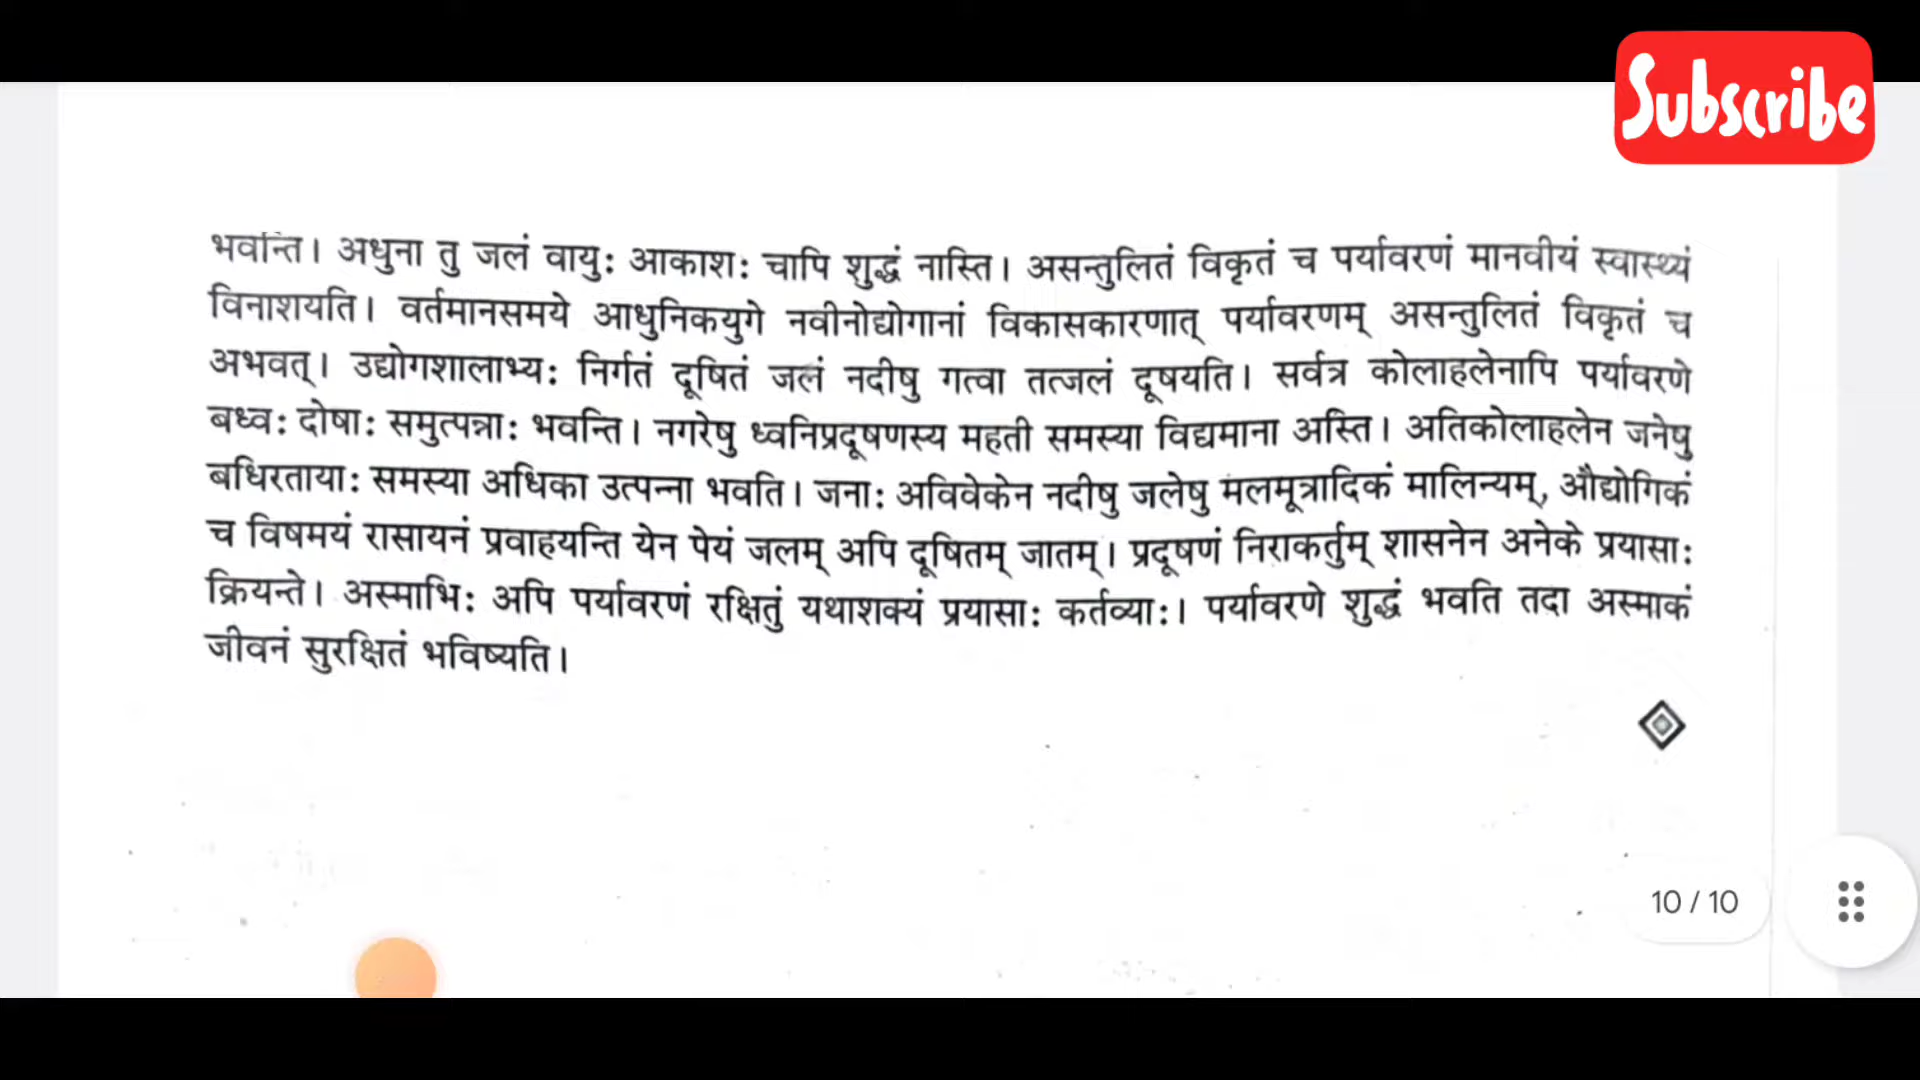 Subscribe
भवन्ति। अधुना तु जलं वायुः आकाशः चापि शुद्धं नास्ति। असन्तुलितं विकृतं च पर्यावरणं मानवीयं स्वास्थ्यं
विनाशयति। वर्तमानसमये आधुनिकयुगे नवीनोद्योगानां विकासकारणात् पर्यावरणम् असन्तुलितं विकृतं च
अभवत्। उद्योगशालाभ्यः निर्गतं दूषितं जलं नदीषु गत्वा तत्जलं दूषयति। सर्वत्र कोलाहलेनापि पर्यावरणे
बध्वः दोषाः समुत्पन्नाः भवन्ति। नगरेषु ध्वनिप्रदूषणस्य महती समस्या विद्यमाना अस्ति। अतिकोलाहलेन जनेषु
बधिरतायाः समस्या अधिका उत्पन्ना भवति। जनाः अविवेकेन नदीषु जलेषु मलमूत्रादिकं मालिन्यम्, औद्योगिकं
च विषमयं रासायनं प्रवाहयन्ति येन पेयं जलम् अपि दूषितम् जातम्। प्रदूषणं निराकर्तुम् शासनेन अनेके प्रयासाः
क्रियन्ते। अस्माभिः अपि पर्यावरणं रक्षितुं यथाशक्यं प्रयासाः कर्तव्याः। पर्यावरणे शुद्धं भवति तदा अस्माकं
जीवनं सुरक्षितं भविष्यति।
10 / 10